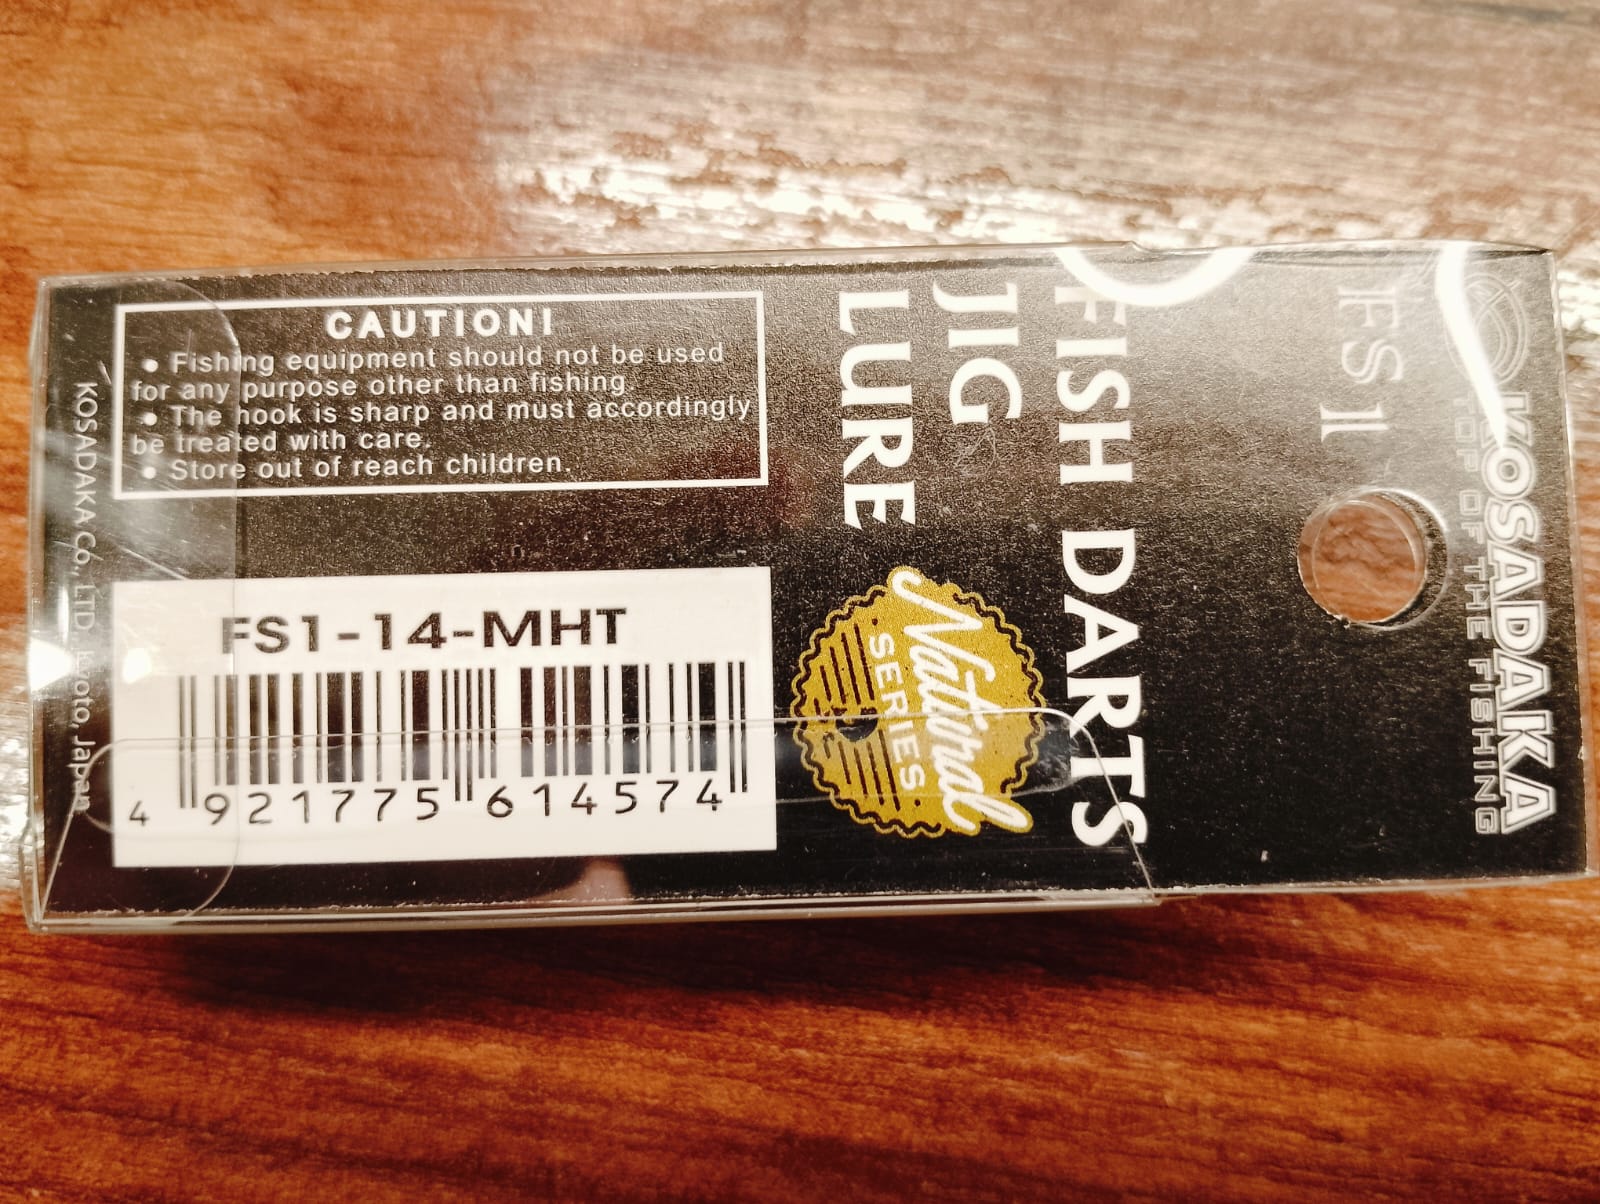 KOSADAKA
TOP OF THE FISHING
FS 1
FISH DARTS
JIG
LURE
National
SERIES
CAUTION!
• Fishing equipment should not be used
for any purpose other than fishing.
• The hook is sharp and must accordingly
be treated with care.
• Store out of reach children.
FS1-14-MHT
4 921775 614574
KOSADAKA Co., LTD. Kyoto, Japan